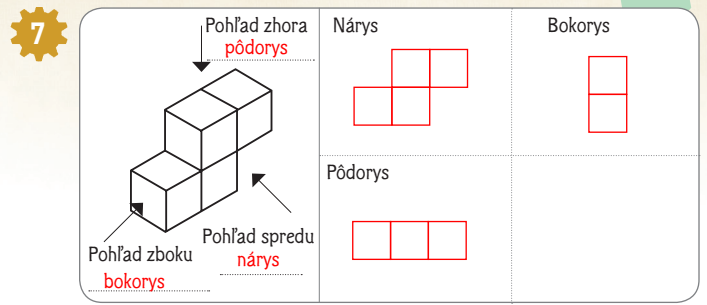 7
Pohľad zhora
pôdorys
Pohľad zboku
bokorys
Pohľad spredu
nárys
Nárys
Bokorys
Pôdorys